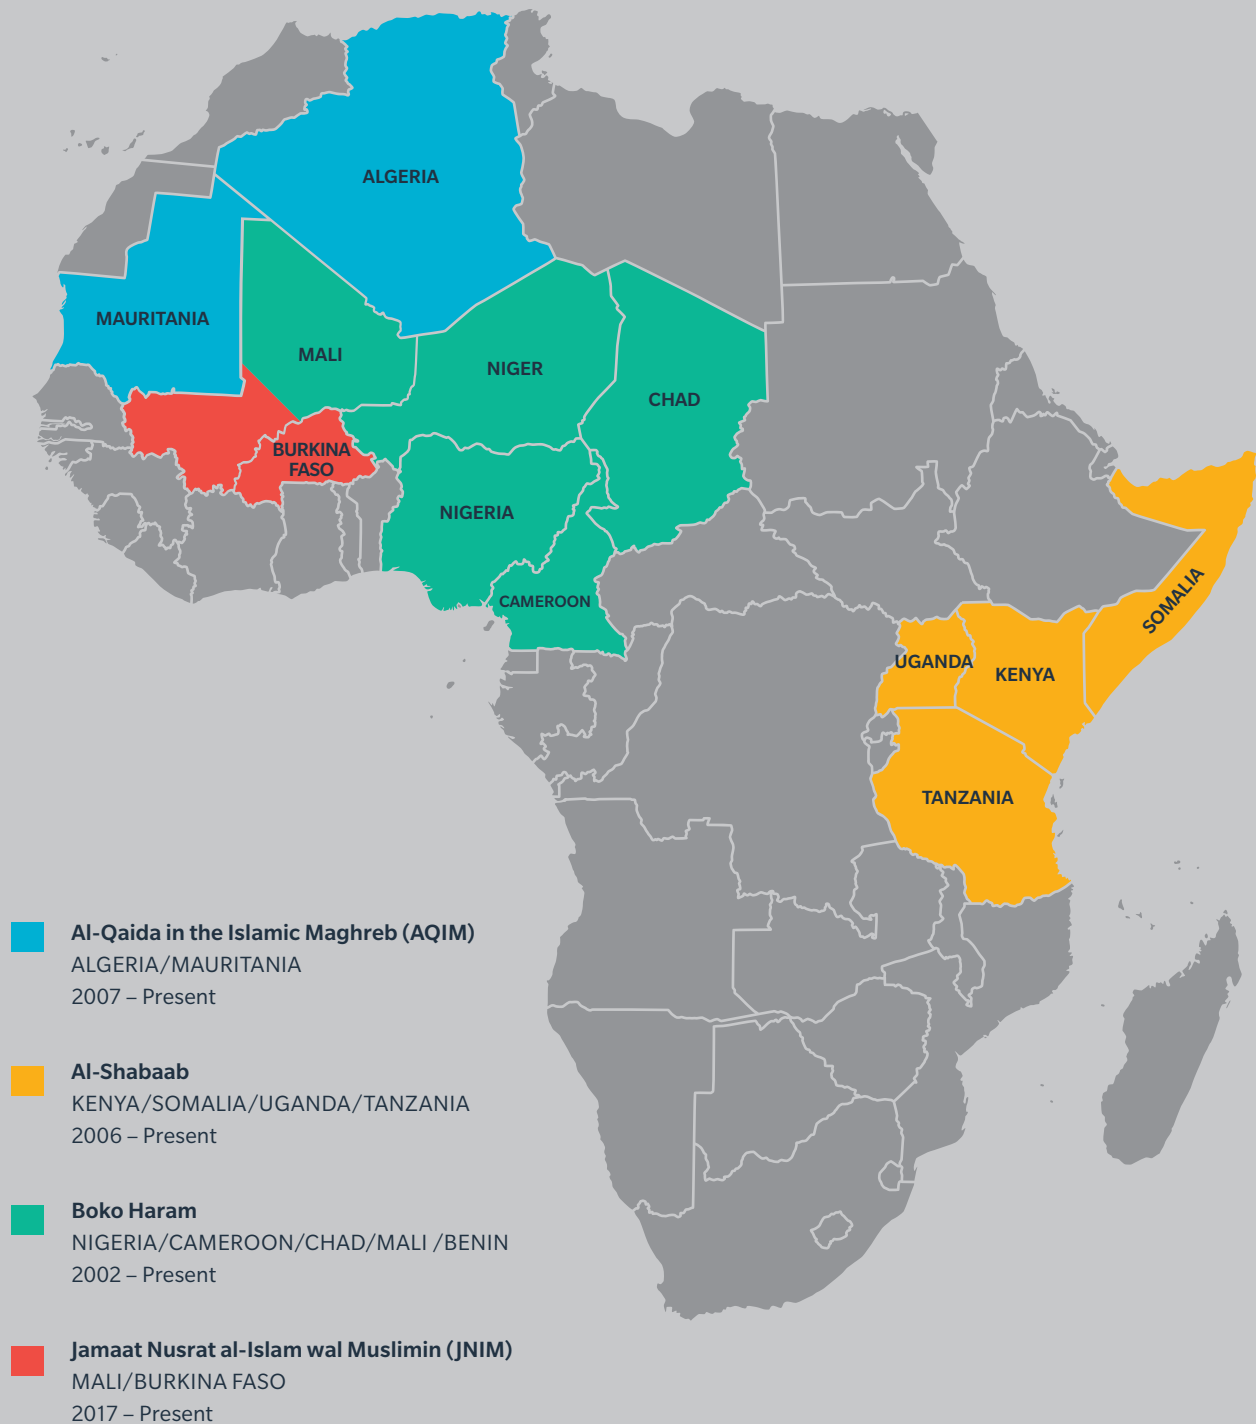 ALGERIA
MAURITANIA
MALI
NIGER
CHAD
BURKINA
FASO
NIGERIA
CAMEROON
SOMALIA
UGANDA
KENYA
TANZANIA
Al-Qaida in the Islamic Maghreb (AQIM)
ALGERIA/MAURITANIA
2007 – Present
Al-Shabaab
KENYA/SOMALIA/UGANDA/TANZANIA
2006 – Present
Boko Haram
NIGERIA/CAMEROON/CHAD/MALI /BENIN
2002 – Present
Jamaat Nusrat al-Islam wal Muslimin (JNIM)
MALI/BURKINA FASO
2017 – Present